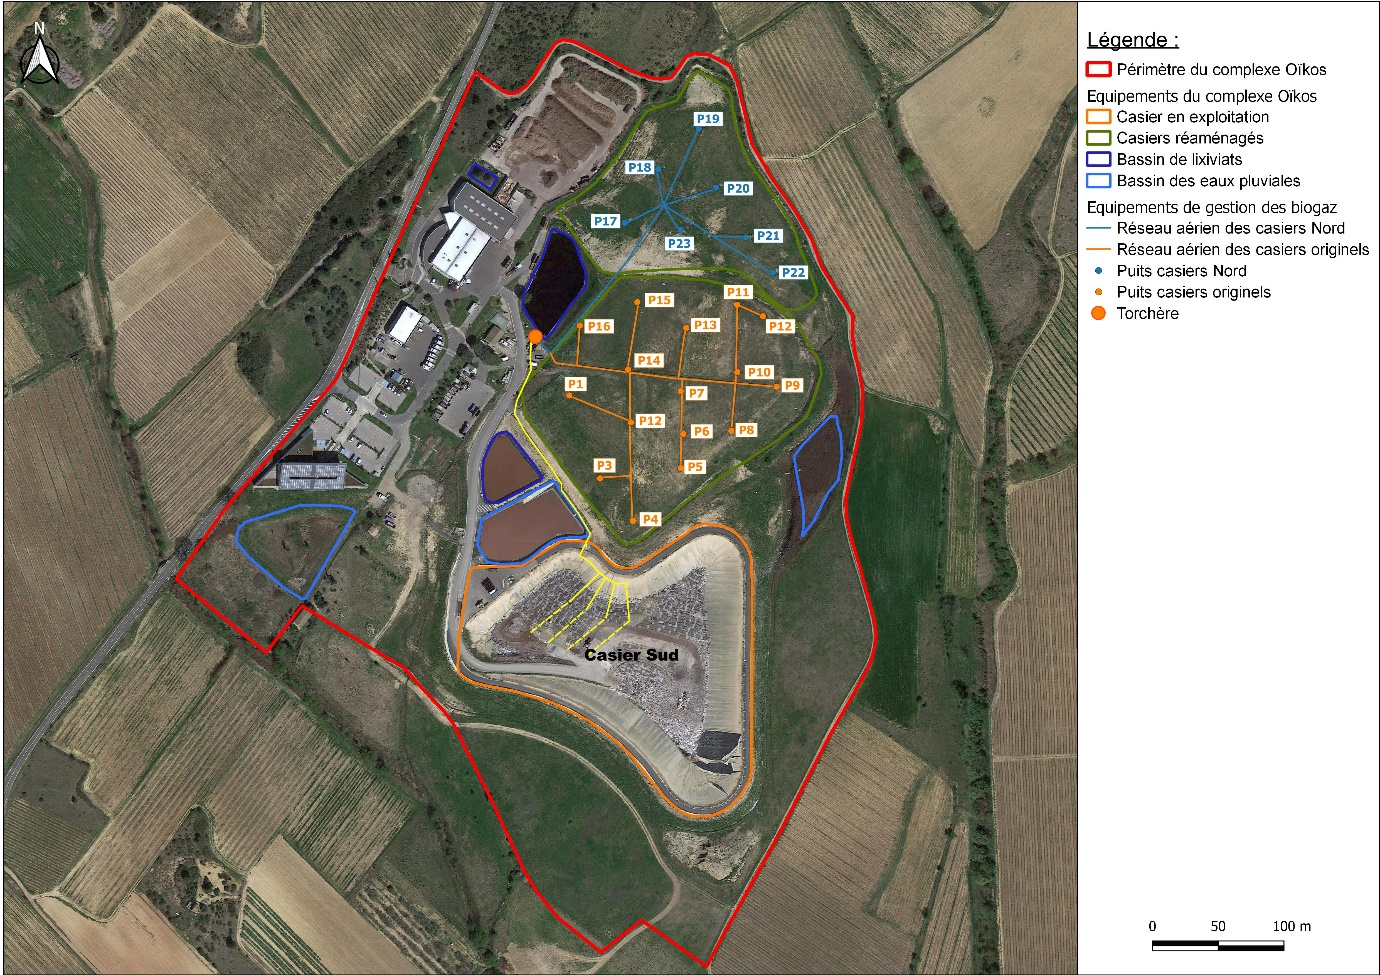 N
P19
P18
P20
P17
P23
P21
P22
P15
P11
P16
P13
P12
P14
P10
P1
P7
P9
P12
P6
P8
P3
P5
P4
Casier Sud
Légende :
Périmètre du complexe Oïkos
Equipements du complexe Oïkos
Casier en exploitation
Casiers réaménagés
Bassin de lixiviats
Bassin des eaux pluviales
Equipements de gestion des biogaz
Réseau aérien des casiers Nord
Réseau aérien des casiers originels
Puits casiers Nord
Puits casiers originels
Torchère
0 50 100 m